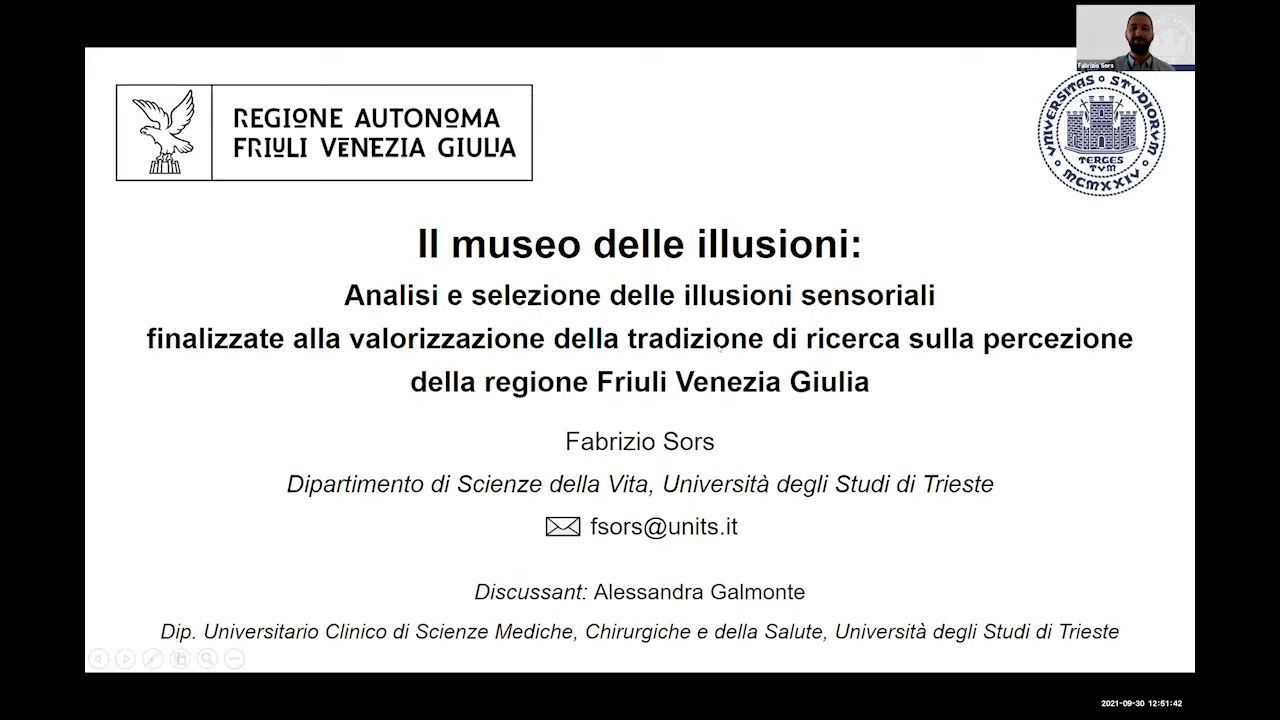 Fabrizio Sors
REGIONE AUTONOMA
FRIULI VENEZIA GIULIA
UNIVERSITAS STVDIORVM
TERGES
TVM
MCMXXIV
Il museo delle illusioni:
Analisi e selezione delle illusioni sensoriali
finalizzate alla valorizzazione della tradizione di ricerca sulla percezione
della regione Friuli Venezia Giulia
Fabrizio Sors
Dipartimento di Scienze della Vita, Università degli Studi di Trieste
fsors@units.it
Discussant: Alessandra Galmonte
Dip. Universitario Clinico di Scienze Mediche, Chirurgiche e della Salute, Università degli Studi di Trieste
2021-09-30 12:51:42